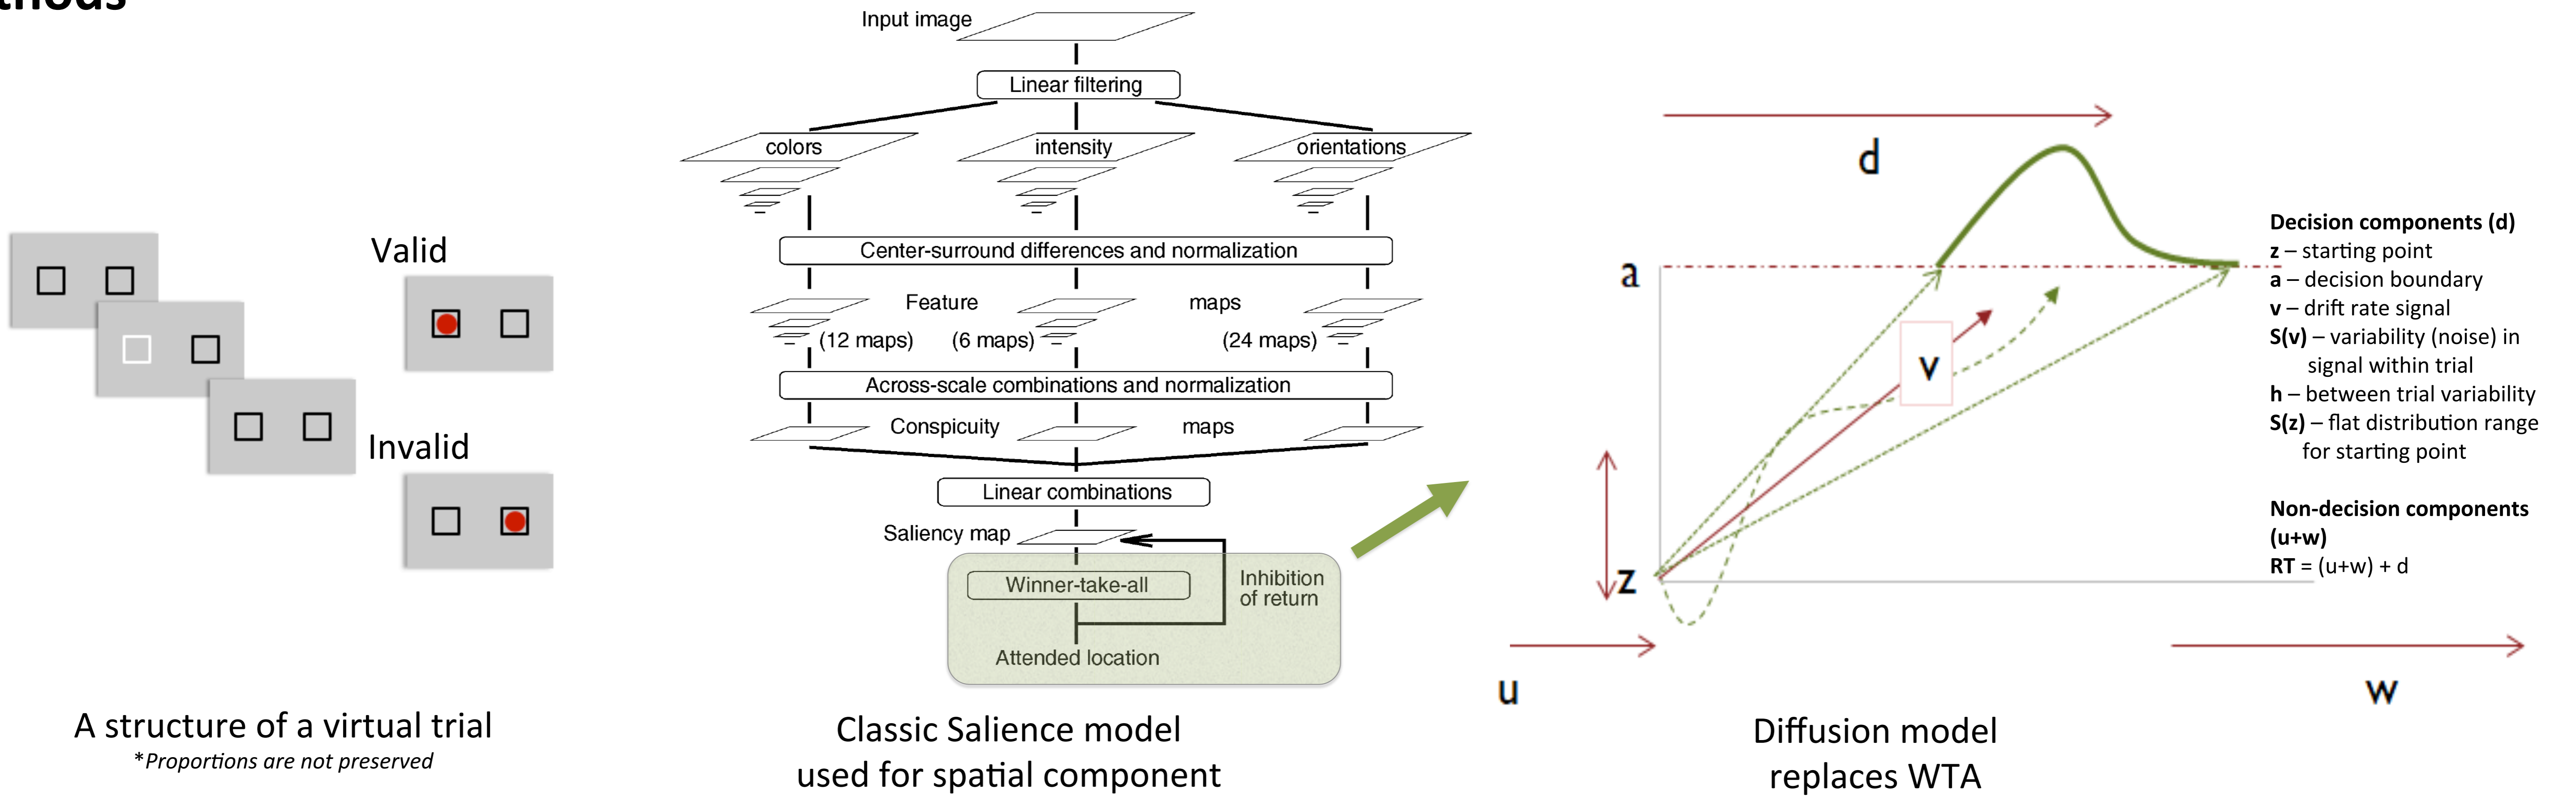 Valid
Invalid
A structure of a virtual trial
*Proportions are not preserved
Input image
Linear filtering
colors
intensity
orientations
Center-surround differences and normalization
Feature maps
(12 maps) (6 maps) (24 maps)
Across-scale combinations and normalization
Conspicuity maps
Linear combinations
Saliency map
Winner-take-all
Inhibition
of return
Attended location
Classic Salience model
used for spatial component
d
a
v
z
u
w
Decision components (d)
z – starting point
a – decision boundary
v – drift rate signal
S(v) – variability (noise) in
signal within trial
h – between trial variability
S(z) – flat distribution range
for starting point
Non-decision components
(u+w)
RT = (u+w) + d
Diffusion model
replaces WTA